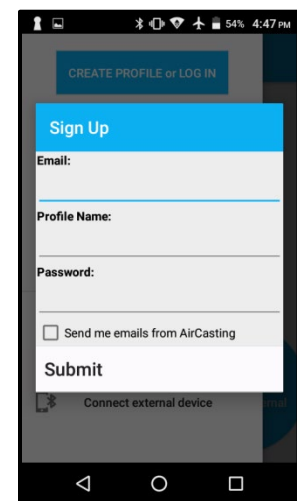 54% 4:47 PM
CREATE PROFILE or LOG IN
Sign Up
Email:
Profile Name:
Password:
Send me emails from AirCasting
Submit
Connect external device